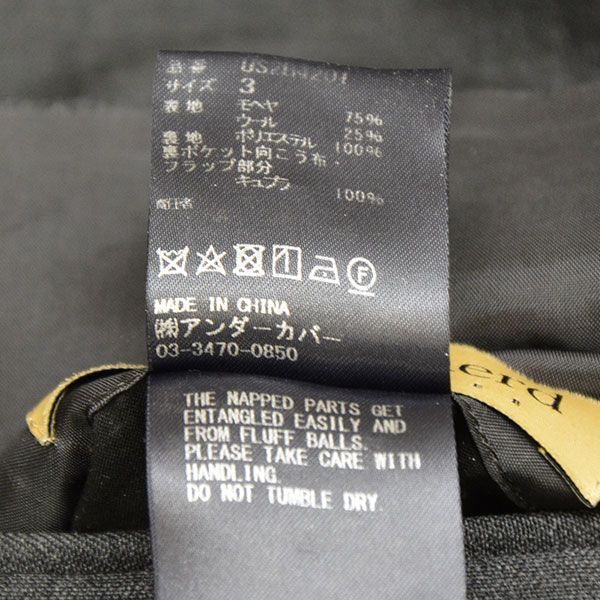 品番 US2B4201
サイズ 3
表地 モヘヤ 75%
ウール 25%
裏地 ポリエステル 100%
裏ポケット向こう布
フラップ部分
キュプラ 100%
MADE IN CHINA
㈱アンダーカバー
03-3470-0850
THE NAPPED PARTS GET
ENTANGLED EASILY AND
FROM FLUFF BALLS.
PLEASE TAKE CARE WITH
HANDLING.
DO NOT TUMBLE DRY.
F